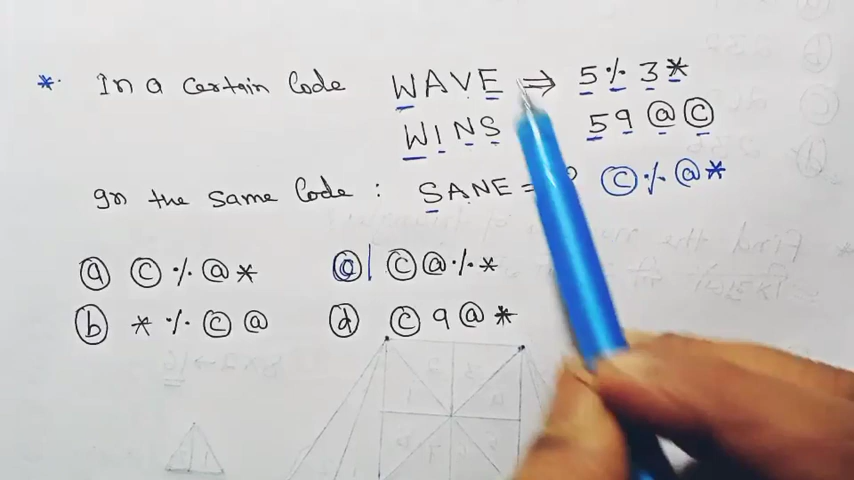 * In a certain Code WAVE ⇒ 5 % 3 *
WINS 5 9 @ ©
In the same Code : SANE = © % @ *
ⓐ © % @ * © @ % *
ⓑ * % © @ ⓓ © 9 @ *